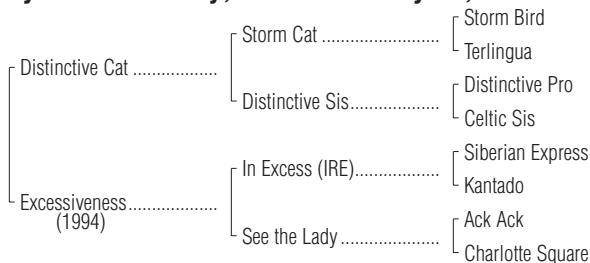 Storm Bird
Storm Cat ........................
Terlingua
Distinctive Cat .................
Distinctive Pro
Distinctive Sis..................
Celtic Sis
Siberian Express
In Excess (IRE).................
Kantado
Excessiveness..................
(1994)
Ack Ack
See the Lady ....................
Charlotte Square